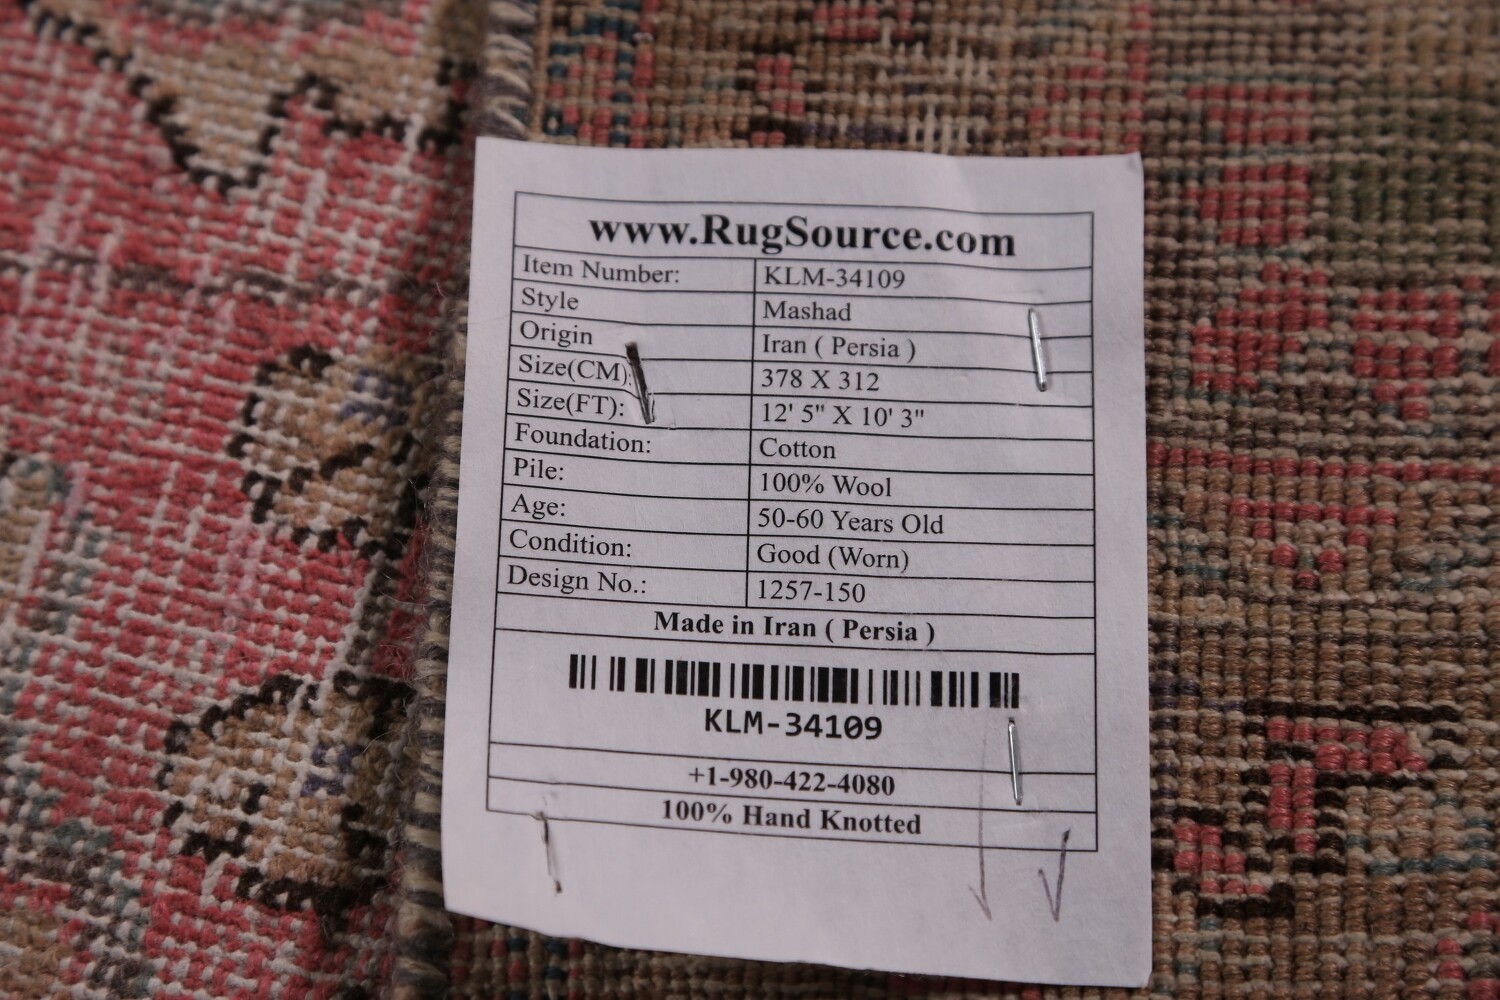 www.RugSource.com
Item Number: KLM-34109
Style Mashad
Origin Iran ( Persia )
Size(CM): 378 X 312
Size(FT): 12' 5" X 10' 3"
Foundation: Cotton
Pile: 100% Wool
Age: 50-60 Years Old
Condition: Good (Worn)
Design No.: 1257-150
Made in Iran ( Persia )
KLM-34109
+1-980-422-4080
100% Hand Knotted